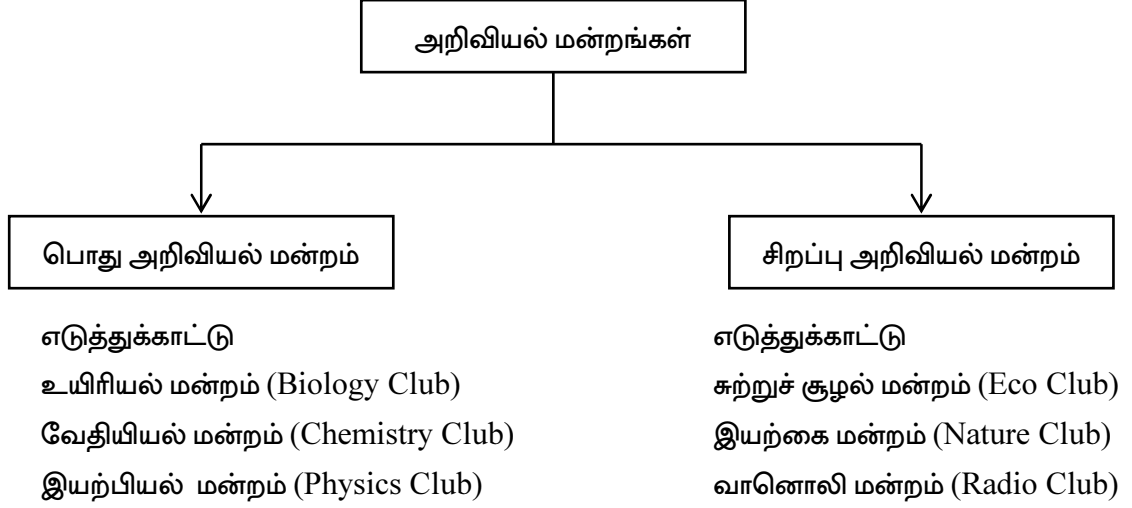 அறிவியல் மன்றங்கள்
பொது அறிவியல் மன்றம்
எடுத்துக்காட்டு
உயிரியல் மன்றம் (Biology Club)
வேதியியல் மன்றம் (Chemistry Club)
இயற்பியல் மன்றம் (Physics Club)
சிறப்பு அறிவியல் மன்றம்
எடுத்துக்காட்டு
சுற்றுச் சூழல் மன்றம் (Eco Club)
இயற்கை மன்றம் (Nature Club)
வானொலி மன்றம் (Radio Club)